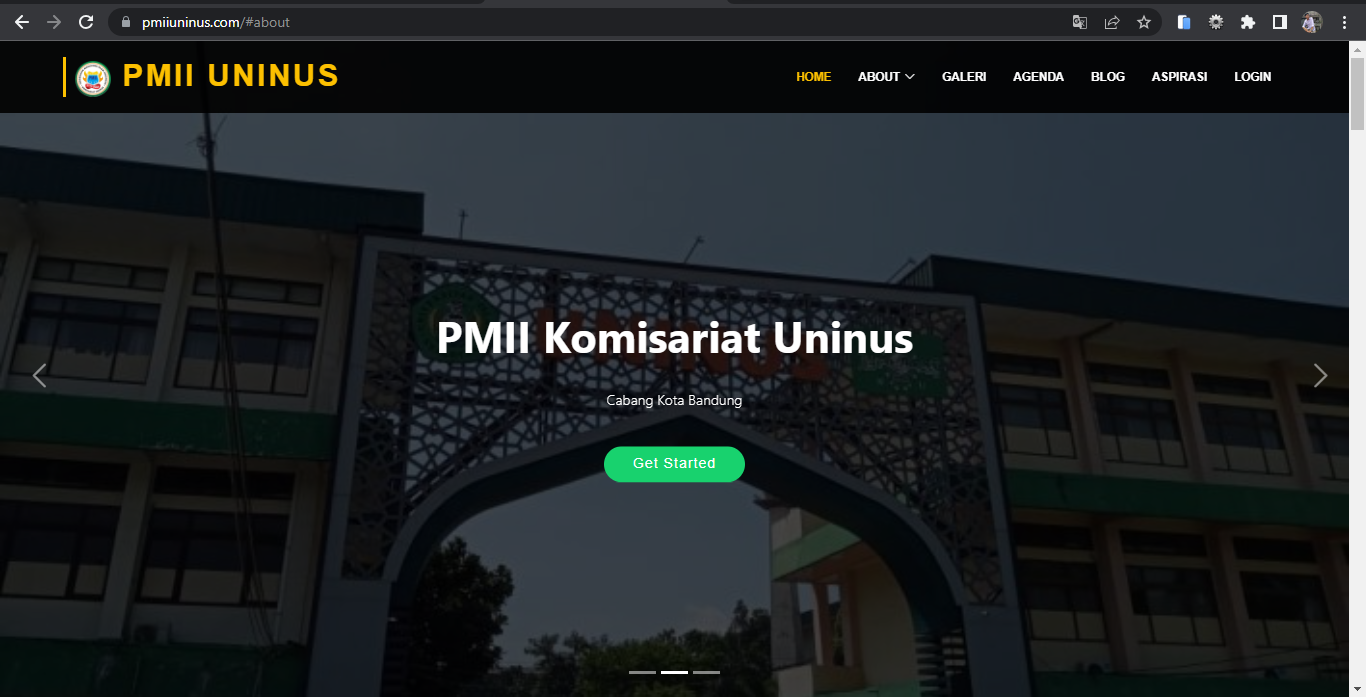 pmiiuninus.com/#about
PMII UNINUS
HOME ABOUT GALERI AGENDA BLOG ASPIRASI LOGIN
PMII Komisariat Uninus
Cabang Kota Bandung
Get Started